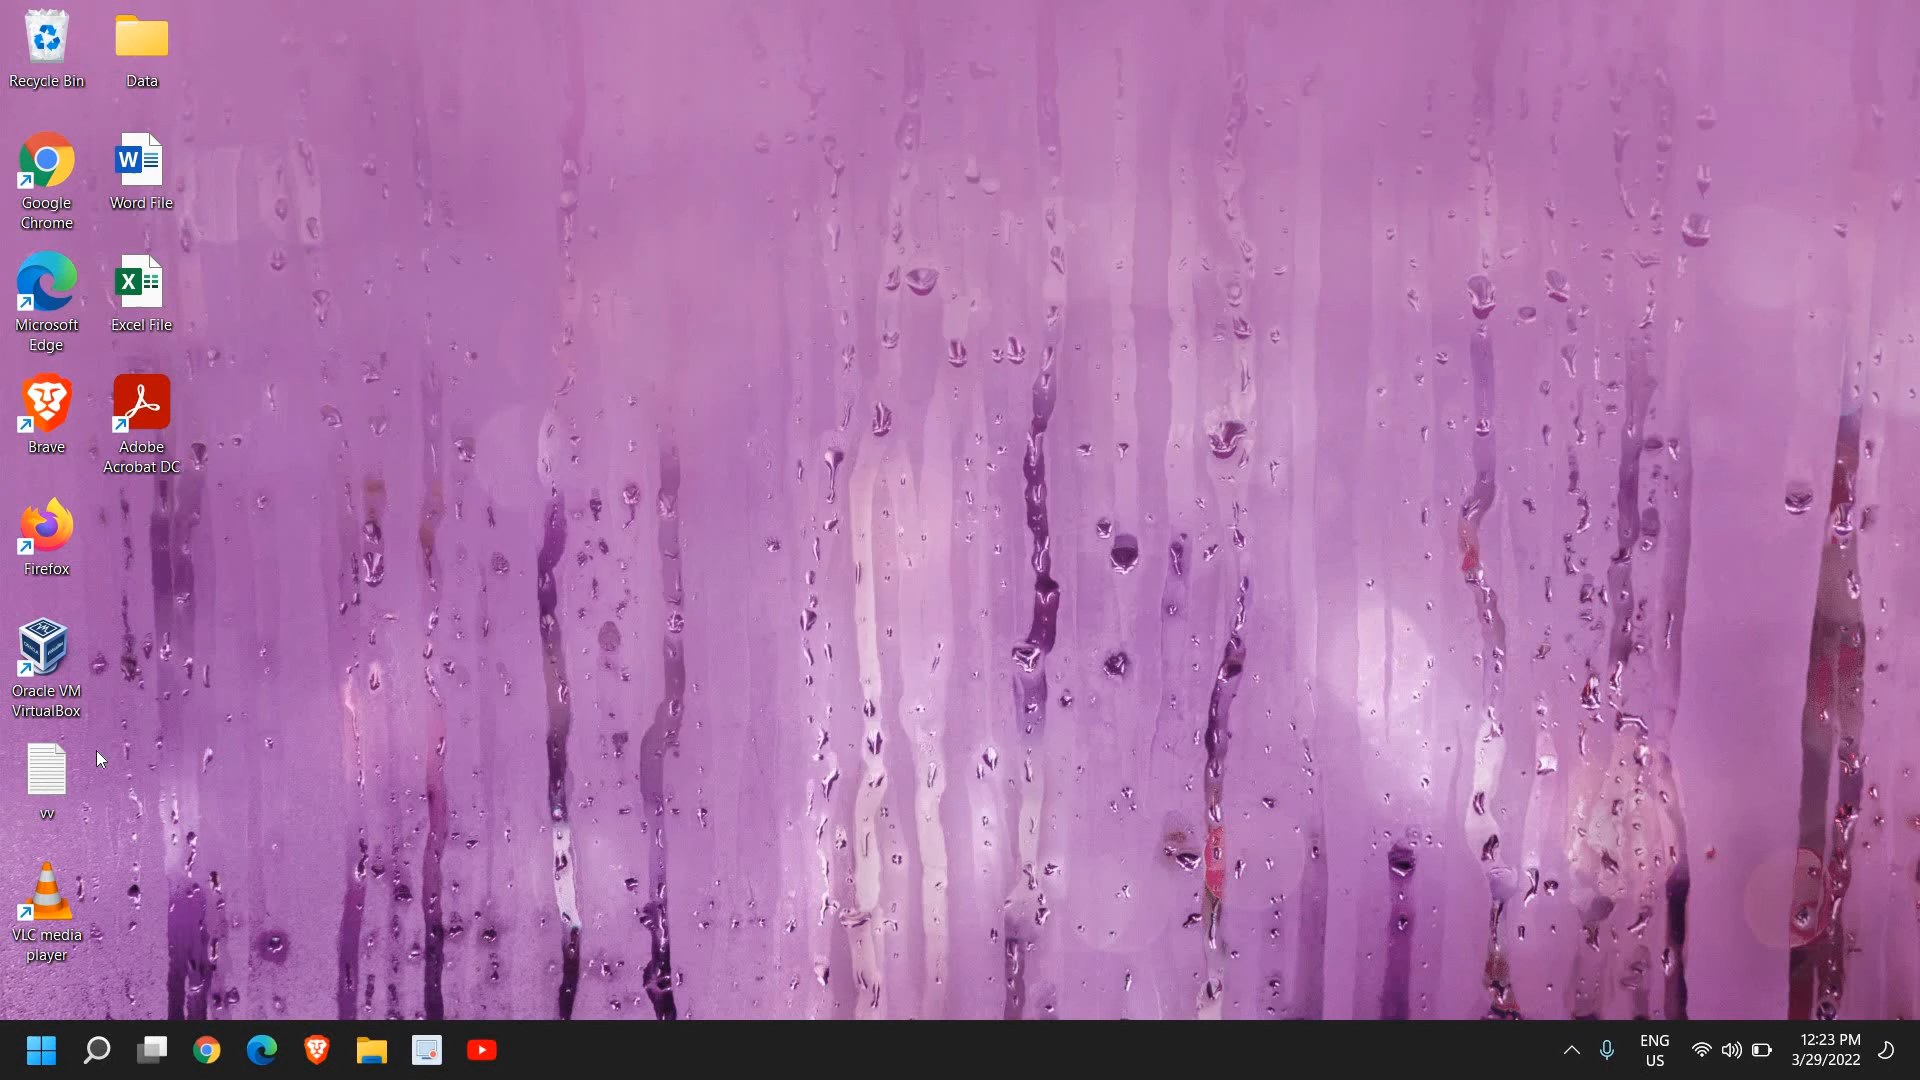 Recycle Bin
Data
Google
Chrome
Word File
Microsoft
Edge
Excel File
Brave
Adobe
Acrobat DC
Firefox
Oracle VM
VirtualBox
vv
VLC media
player
ENG
US
12:23 PM
3/29/2022